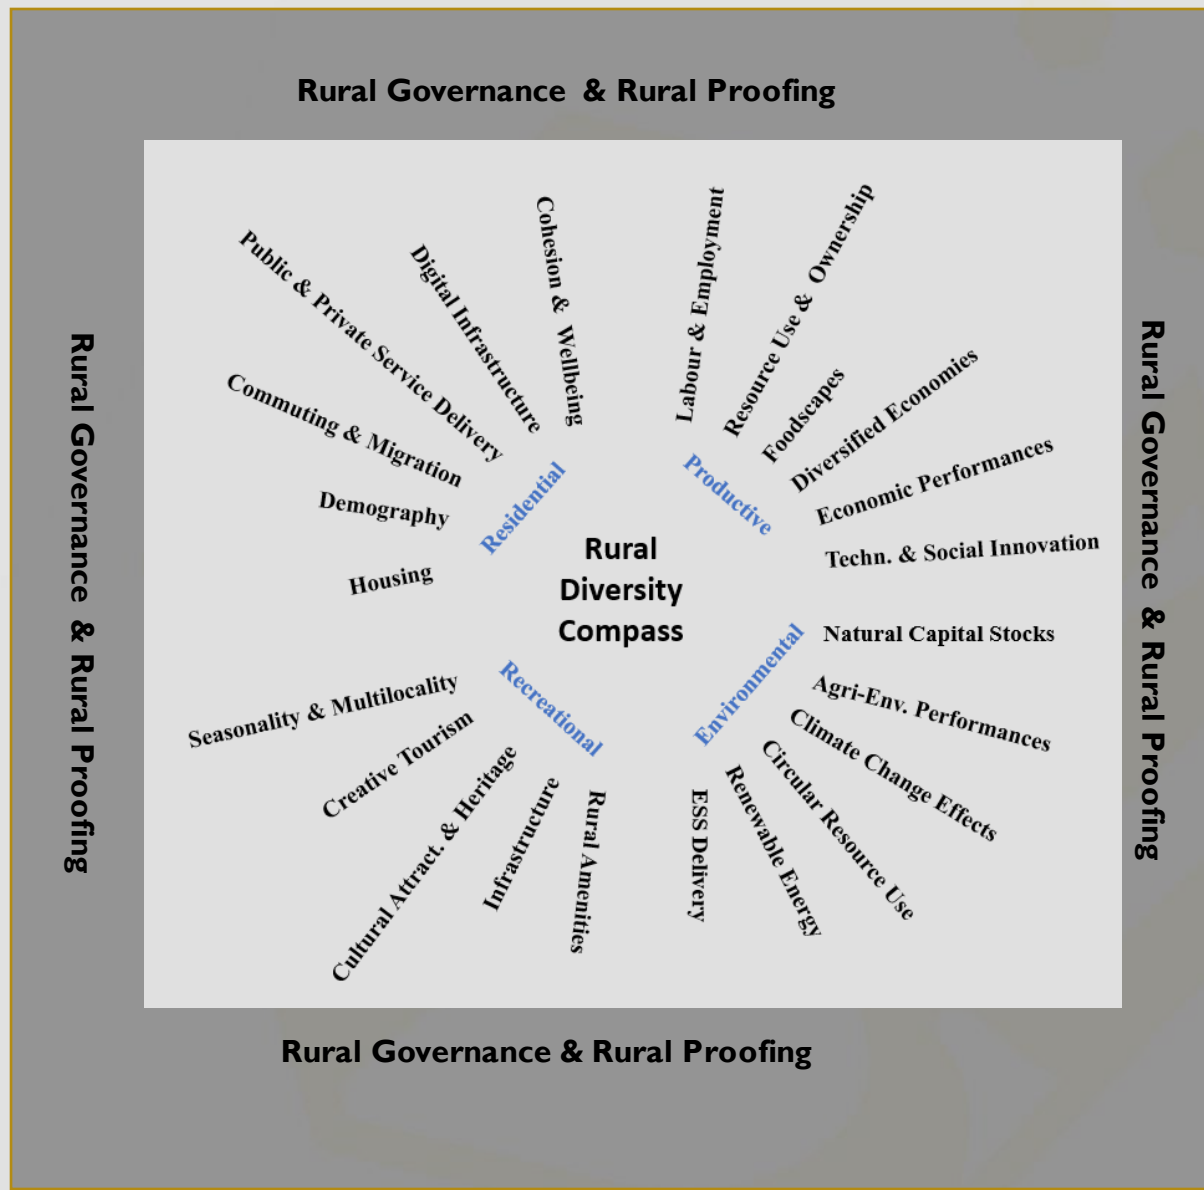 Rural Governance & Rural Proofing
Rural Governance & Rural Proofing
Rural Governance & Rural Proofing
Rural Governance & Rural Proofing
Rural
Diversity
Compass
Residential
Housing
Demography
Commuting & Migration
Public & Private Service Delivery
Digital Infrastructure
Cohesion & Wellbeing
Productive
Labour & Employment
Resource Use & Ownership
Foodscapes
Diversified Economies
Economic Performances
Techn. & Social Innovation
Environmental
Natural Capital Stocks
Agri-Env. Performances
Climate Change Effects
Circular Resource Use
Renewable Energy
ESS Delivery
Recreational
Rural Amenities
Infrastructure
Cultural Attract. & Heritage
Creative Tourism
Seasonality & Multilocality